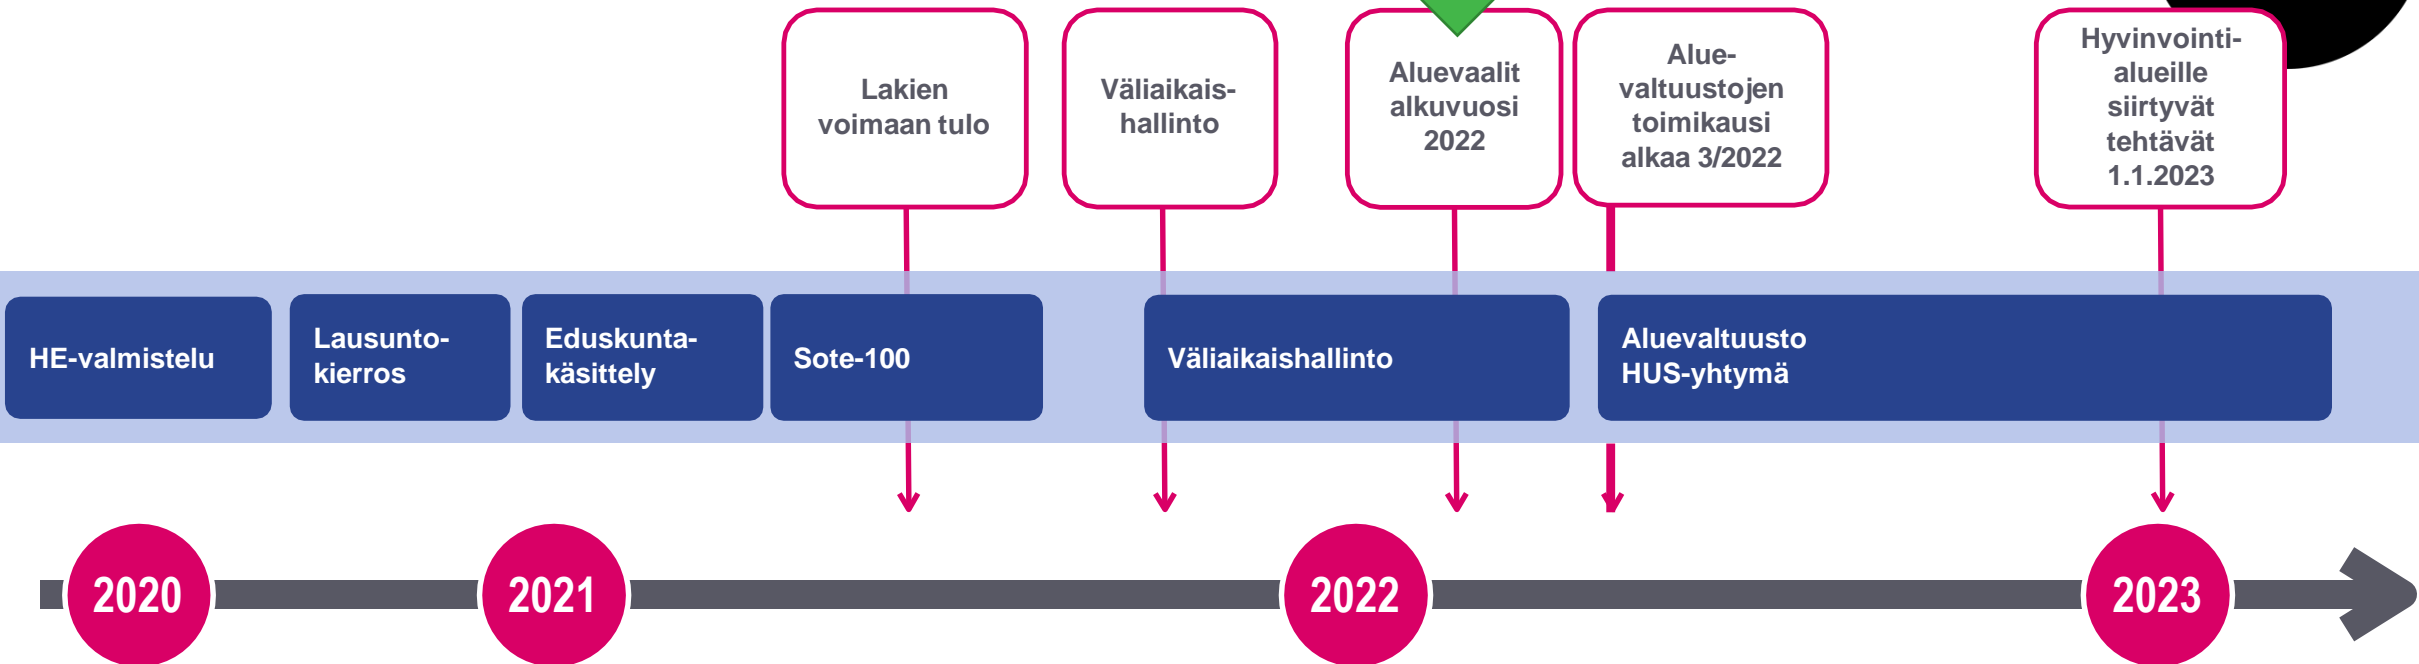 Lakien
voimaan tulo
Väliaikais-
hallinto
Aluevaalit
alkuvuosi
2022
Alue-
valtuustojen
toimikausi
alkaa 3/2022
Hyvinvointi-
alueille
siirtyvät
tehtävät
1.1.2023
HE-valmistelu
Lausunto-
kierros
Eduskunta-
käsittely
Sote-100
Väliaikaishallinto
Aluevaltuusto
HUS-yhtymä
2020
2021
2022
2023